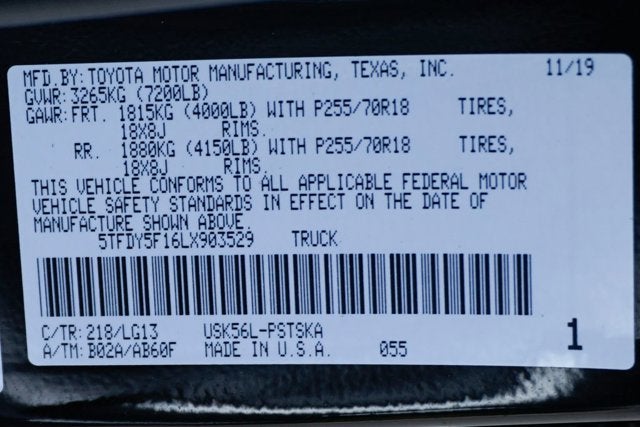 MFD.BY:TOYOTA MOTOR MANUFACTURING, TEXAS, INC. 11/19
GVWR:3265KG (7200LB)
GAWR:FRT. 1815KG (4000LB) WITH P255/70R18 TIRES,
18X8J RIMS.
RR. 1880KG (4150LB) WITH P255/70R18 TIRES,
18X8J RIMS.
THIS VEHICLE CONFORMS TO ALL APPLICABLE FEDERAL MOTOR
VEHICLE SAFETY STANDARDS IN EFFECT ON THE DATE OF
MANUFACTURE SHOWN ABOVE.
5TFDY5F16LX903529 TRUCK
C/TR:218/LG13 USK56L-PSTSKA
A/TM:B02A/AB60F MADE IN U.S.A. 055 1